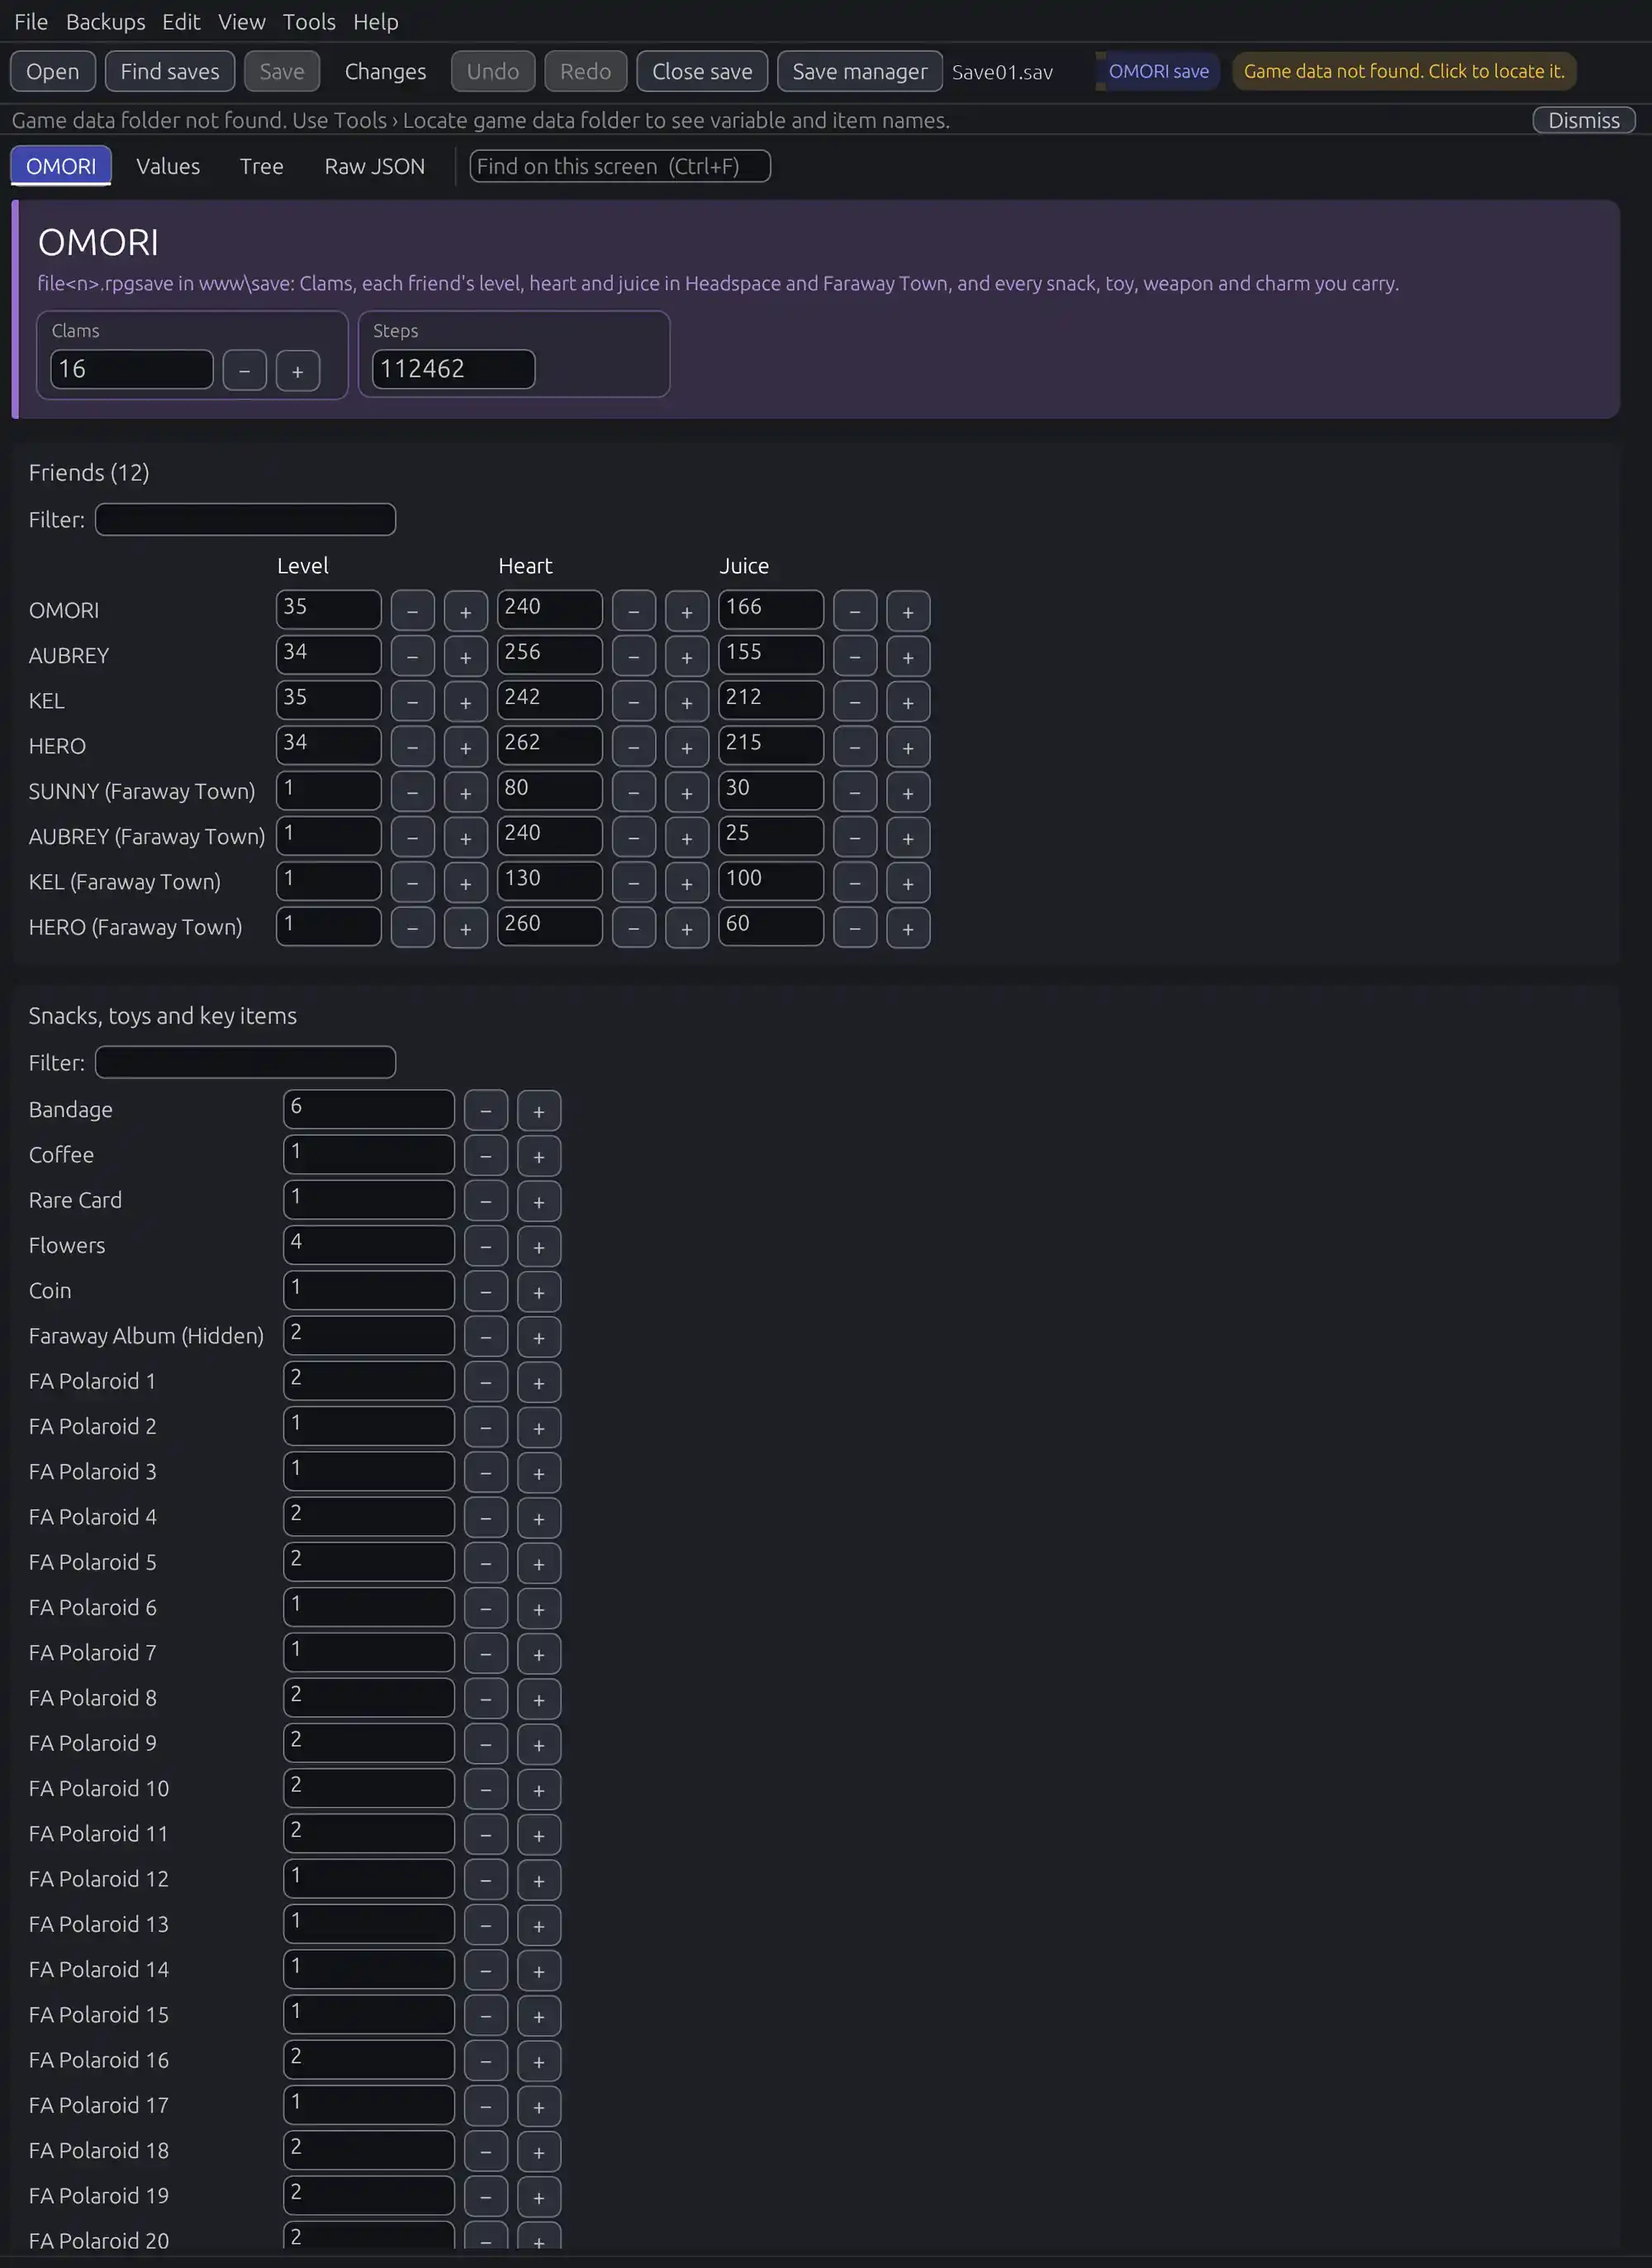 File Backups Edit View Tools Help
Open Find saves Save Changes Undo Redo Close save Save manager Save01.sav OMORI save Game data not found. Click to locate it.
Game data folder not found. Use Tools › Locate game data folder to see variable and item names. Dismiss
OMORI Values Tree Raw JSON Find on this screen (Ctrl+F)
OMORI
file<n>.rpgsave in www\save: Clams, each friend's level, heart and juice in Headspace and Faraway Town, and every snack, toy, weapon and charm you carry.
Clams Steps
16 − + 112462
Friends (12)
Filter:
Level Heart Juice
OMORI 35 − + 240 − + 166 − +
AUBREY 34 − + 256 − + 155 − +
KEL 35 − + 242 − + 212 − +
HERO 34 − + 262 − + 215 − +
SUNNY (Faraway Town) 1 − + 80 − + 30 − +
AUBREY (Faraway Town) 1 − + 240 − + 25 − +
KEL (Faraway Town) 1 − + 130 − + 100 − +
HERO (Faraway Town) 1 − + 260 − + 60 − +
Snacks, toys and key items
Filter:
Bandage 6 − +
Coffee 1 − +
Rare Card 1 − +
Flowers 4 − +
Coin 1 − +
Faraway Album (Hidden) 2 − +
FA Polaroid 1 2 − +
FA Polaroid 2 1 − +
FA Polaroid 3 1 − +
FA Polaroid 4 2 − +
FA Polaroid 5 2 − +
FA Polaroid 6 1 − +
FA Polaroid 7 1 − +
FA Polaroid 8 2 − +
FA Polaroid 9 2 − +
FA Polaroid 10 2 − +
FA Polaroid 11 2 − +
FA Polaroid 12 1 − +
FA Polaroid 13 1 − +
FA Polaroid 14 1 − +
FA Polaroid 15 1 − +
FA Polaroid 16 2 − +
FA Polaroid 17 1 − +
FA Polaroid 18 2 − +
FA Polaroid 19 2 − +
FA Polaroid 20 2 − +